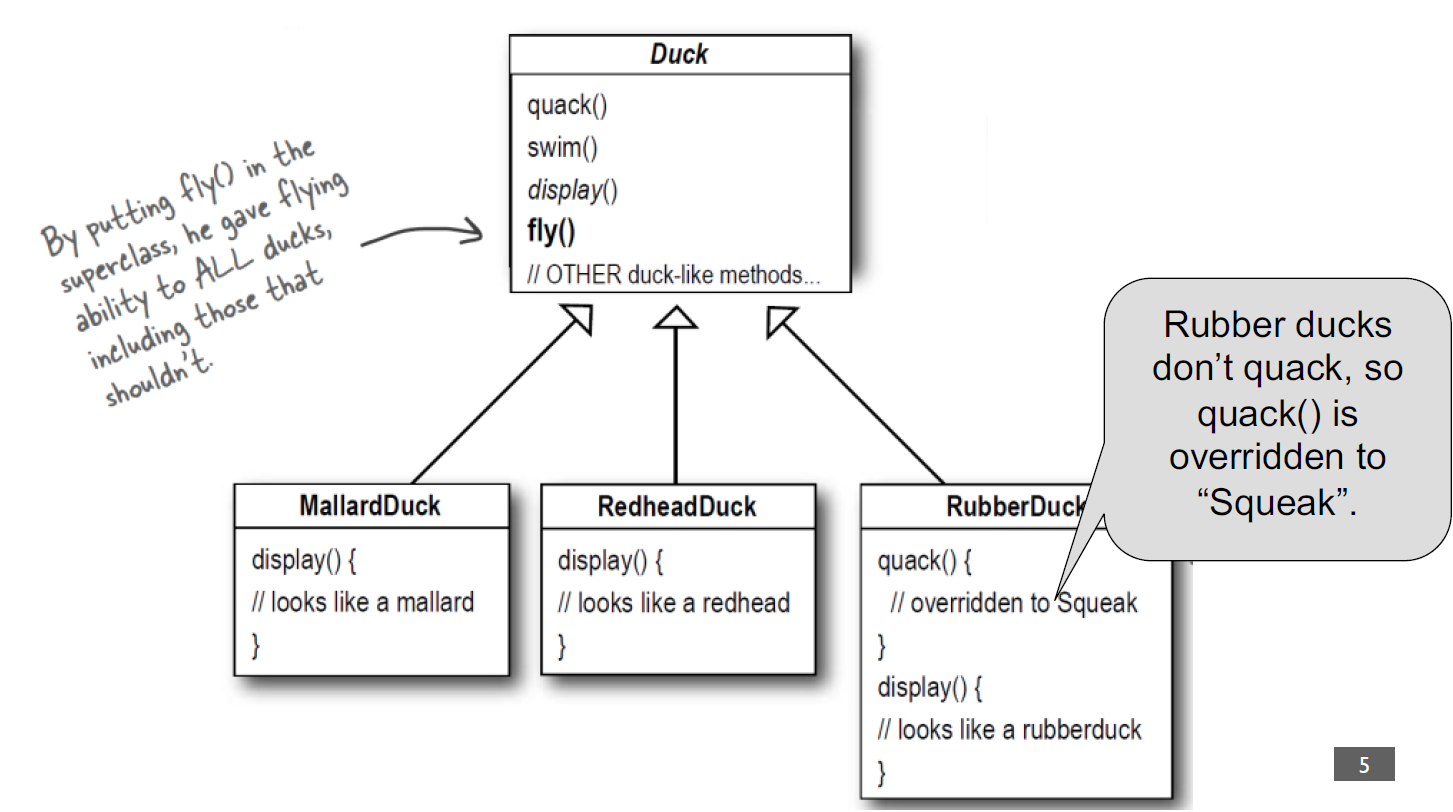 Duck
quack()
swim()
display()
fly()
// OTHER duck-like methods...
By putting fly() in the
superclass, he gave flying
ability to ALL ducks,
including those that
shouldn't.
Rubber ducks
don’t quack, so
quack() is
overridden to
“Squeak”.
MallardDuck
display() {
// looks like a mallard
}
RedheadDuck
display() {
// looks like a redhead
}
RubberDuck
quack() {
// overridden to Squeak
}
display() {
// looks like a rubberduck
}
5